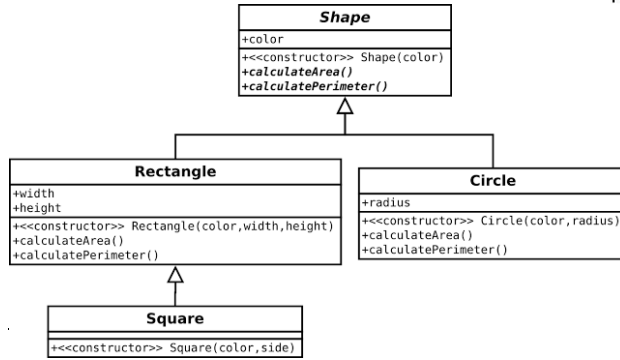 Shape
+color
+<<constructor>> Shape(color)
+calculateArea()
+calculatePerimeter()
Rectangle
+width
+height
+<<constructor>> Rectangle(color,width,height)
+calculateArea()
+calculatePerimeter()
Circle
+radius
+<<constructor>> Circle(color,radius)
+calculateArea()
+calculatePerimeter()
Square
+<<constructor>> Square(color,side)